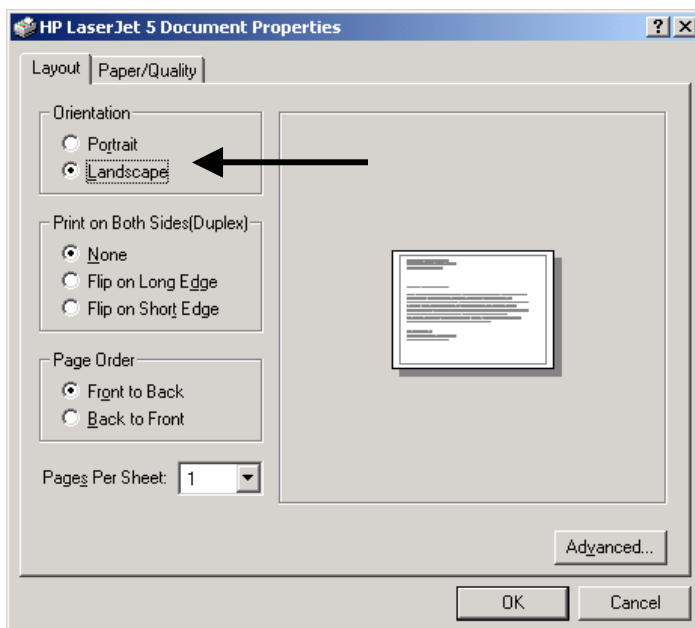 HP LaserJet 5 Document Properties
Layout
Paper/Quality
Orientation
Portrait
Landscape
Print on Both Sides(Duplex)
None
Flip on Long Edge
Flip on Short Edge
Page Order
Front to Back
Back to Front
Pages Per Sheet: 1
Advanced...
OK
Cancel